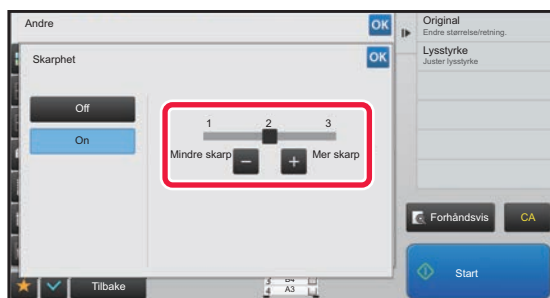 Andre
OK
Skarphet
OK
Off
On
1 2 3
Mindre skarp
Mer skarp
Original
Endre størrelse/retning.
Lysstyrke
Juster lysstyrke
Forhåndsvis
CA
Tilbake
4 A3
Start